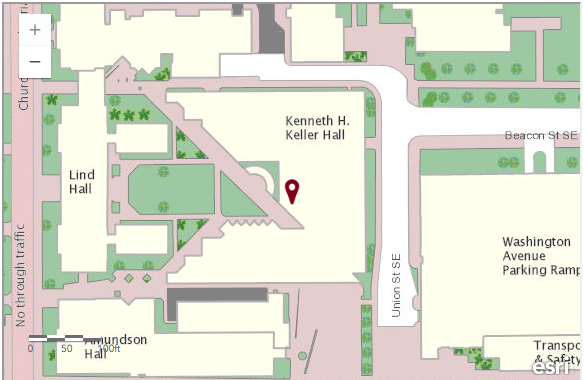 +
−
Church
No through traffic
Kenneth H.
Keller Hall
Lind
Hall
Beacon St SE
Washington
Avenue
Parking Ramp
Union St SE
0 50 100ft
Amundson
Hall
Transpo
& Safety
esri